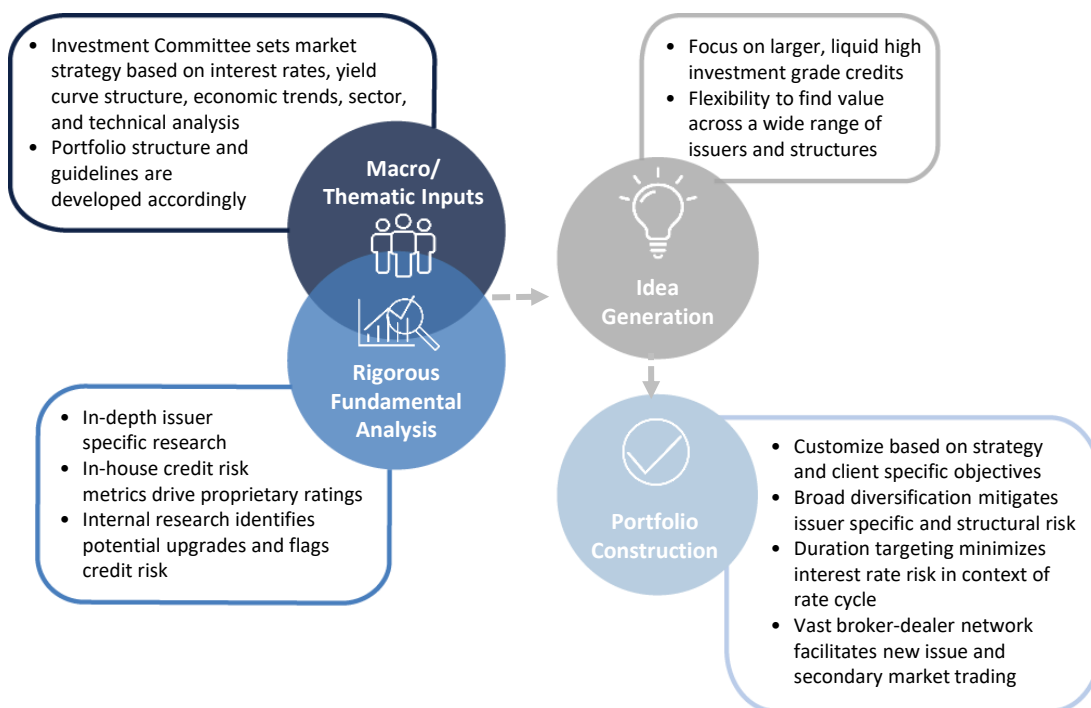 • Investment Committee sets market
strategy based on interest rates, yield
curve structure, economic trends, sector,
and technical analysis
• Portfolio structure and
guidelines are
developed accordingly
Macro/
Thematic Inputs
Rigorous
Fundamental
Analysis
• In-depth issuer
specific research
• In-house credit risk
metrics drive proprietary ratings
• Internal research identifies
potential upgrades and flags
credit risk
• Focus on larger, liquid high
investment grade credits
• Flexibility to find value
across a wide range of
issuers and structures
Idea
Generation
Portfolio
Construction
• Customize based on strategy
and client specific objectives
• Broad diversification mitigates
issuer specific and structural risk
• Duration targeting minimizes
interest rate risk in context of
rate cycle
• Vast broker-dealer network
facilitates new issue and
secondary market trading